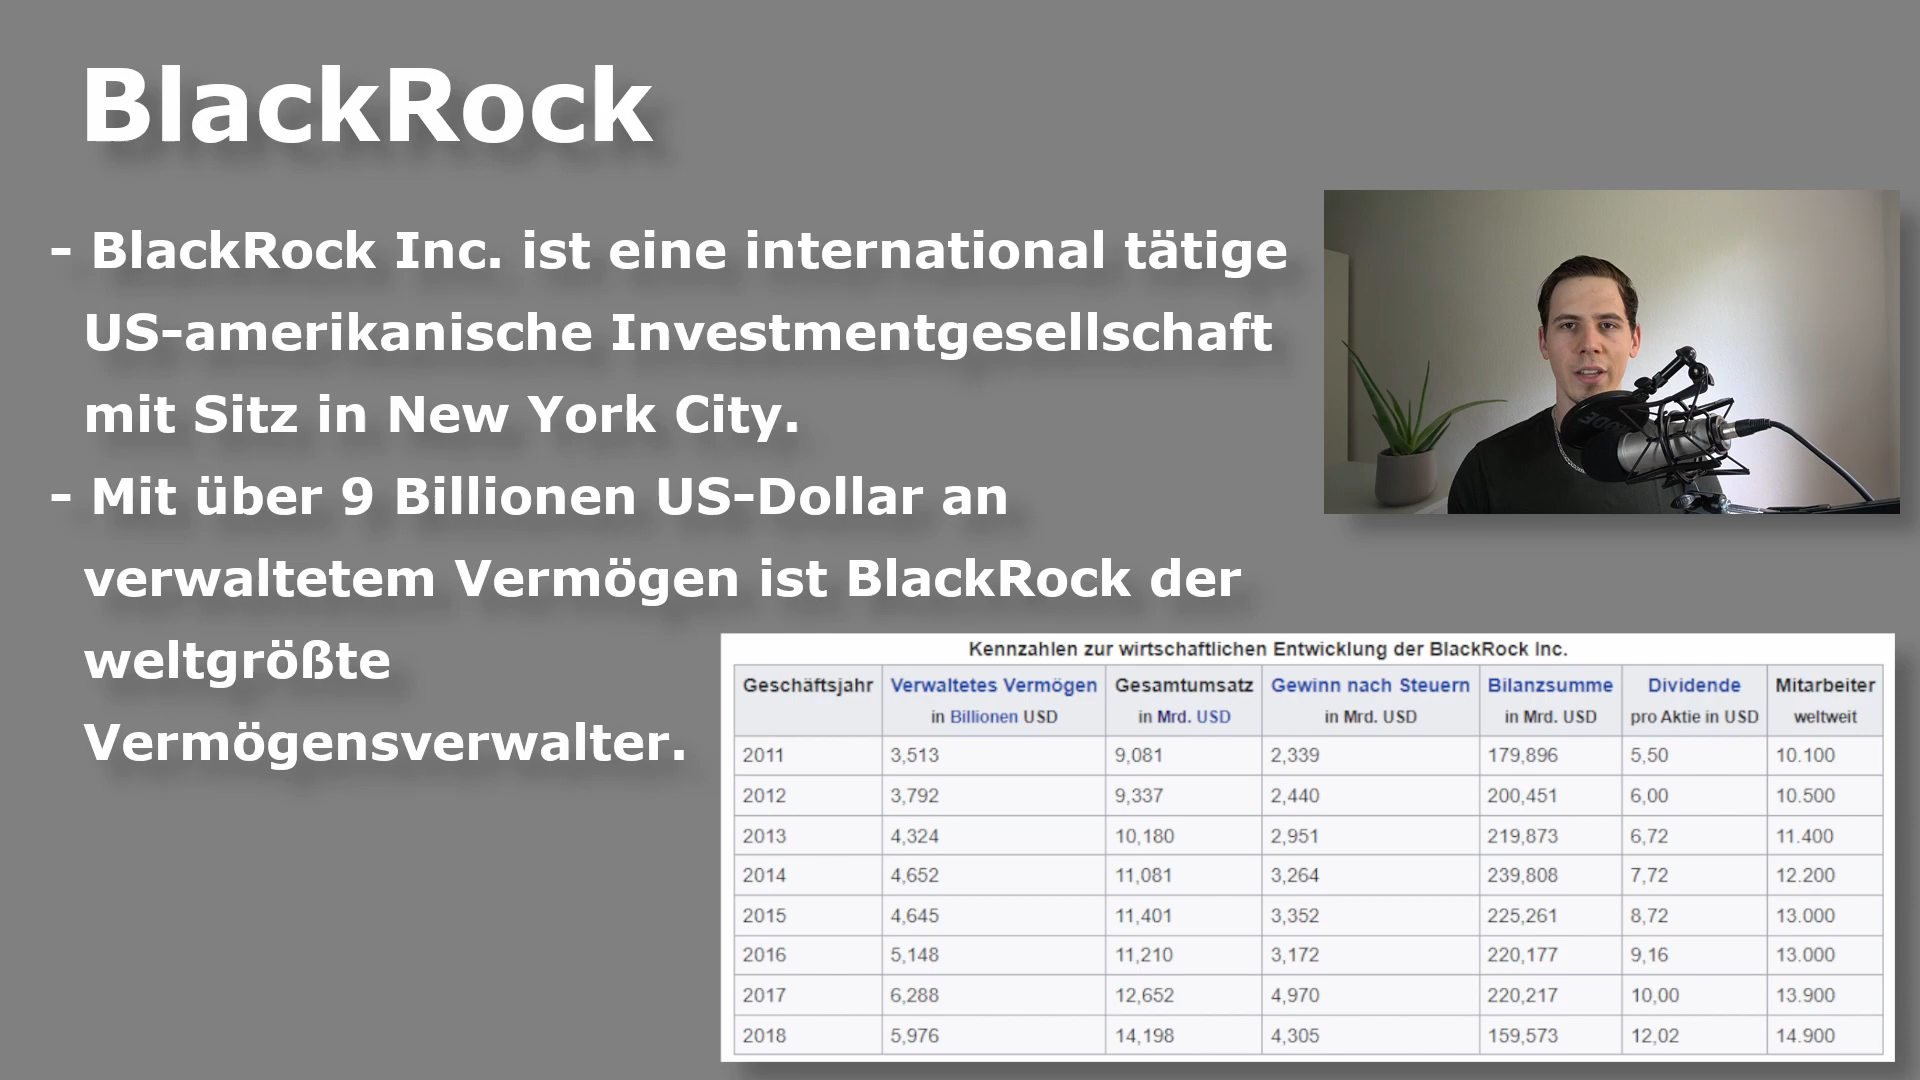 BlackRock
- BlackRock Inc. ist eine international tätige
US-amerikanische Investmentgesellschaft
mit Sitz in New York City.
- Mit über 9 Billionen US-Dollar an
verwaltetem Vermögen ist BlackRock der
weltgrößte
Vermögensverwalter.
RODE
Kennzahlen zur wirtschaftlichen Entwicklung der BlackRock Inc.
Geschäftsjahr Verwaltetes Vermögen Gesamtumsatz Gewinn nach Steuern Bilanzsumme Dividende Mitarbeiter
in Billionen USD in Mrd. USD in Mrd. USD in Mrd. USD pro Aktie in USD weltweit
2011 3,513 9,081 2,339 179,896 5,50 10.100
2012 3,792 9,337 2,440 200,451 6,00 10.500
2013 4,324 10,180 2,951 219,873 6,72 11.400
2014 4,652 11,081 3,264 239,808 7,72 12.200
2015 4,645 11,401 3,352 225,261 8,72 13.000
2016 5,148 11,210 3,172 220,177 9,16 13.000
2017 6,288 12,652 4,970 220,217 10,00 13.900
2018 5,976 14,198 4,305 159,573 12,02 14.900